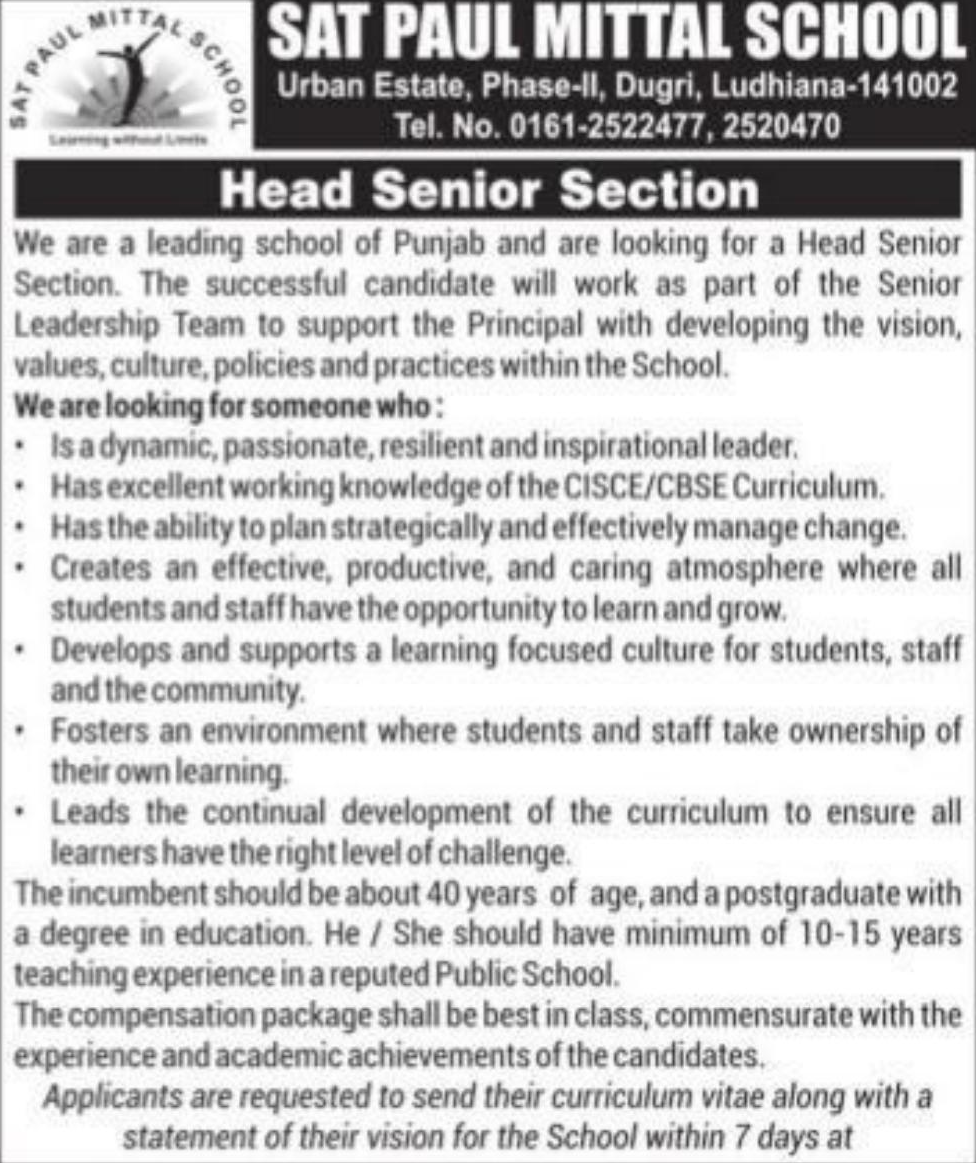 SAT PAUL MITTAL SCHOOL
Learning without Limits
SAT PAUL MITTAL SCHOOL
Urban Estate, Phase-II, Dugri, Ludhiana-141002
Tel. No. 0161-2522477, 2520470
Head Senior Section
We are a leading school of Punjab and are looking for a Head Senior
Section. The successful candidate will work as part of the Senior
Leadership Team to support the Principal with developing the vision,
values, culture, policies and practices within the School.
We are looking for someone who :
• Is a dynamic, passionate, resilient and inspirational leader.
• Has excellent working knowledge of the CISCE/CBSE Curriculum.
• Has the ability to plan strategically and effectively manage change.
• Creates an effective, productive, and caring atmosphere where all
students and staff have the opportunity to learn and grow.
• Develops and supports a learning focused culture for students, staff
and the community.
• Fosters an environment where students and staff take ownership of
their own learning.
• Leads the continual development of the curriculum to ensure all
learners have the right level of challenge.
The incumbent should be about 40 years of age, and a postgraduate with
a degree in education. He / She should have minimum of 10-15 years
teaching experience in a reputed Public School.
The compensation package shall be best in class, commensurate with the
experience and academic achievements of the candidates.
Applicants are requested to send their curriculum vitae along with a
statement of their vision for the School within 7 days at